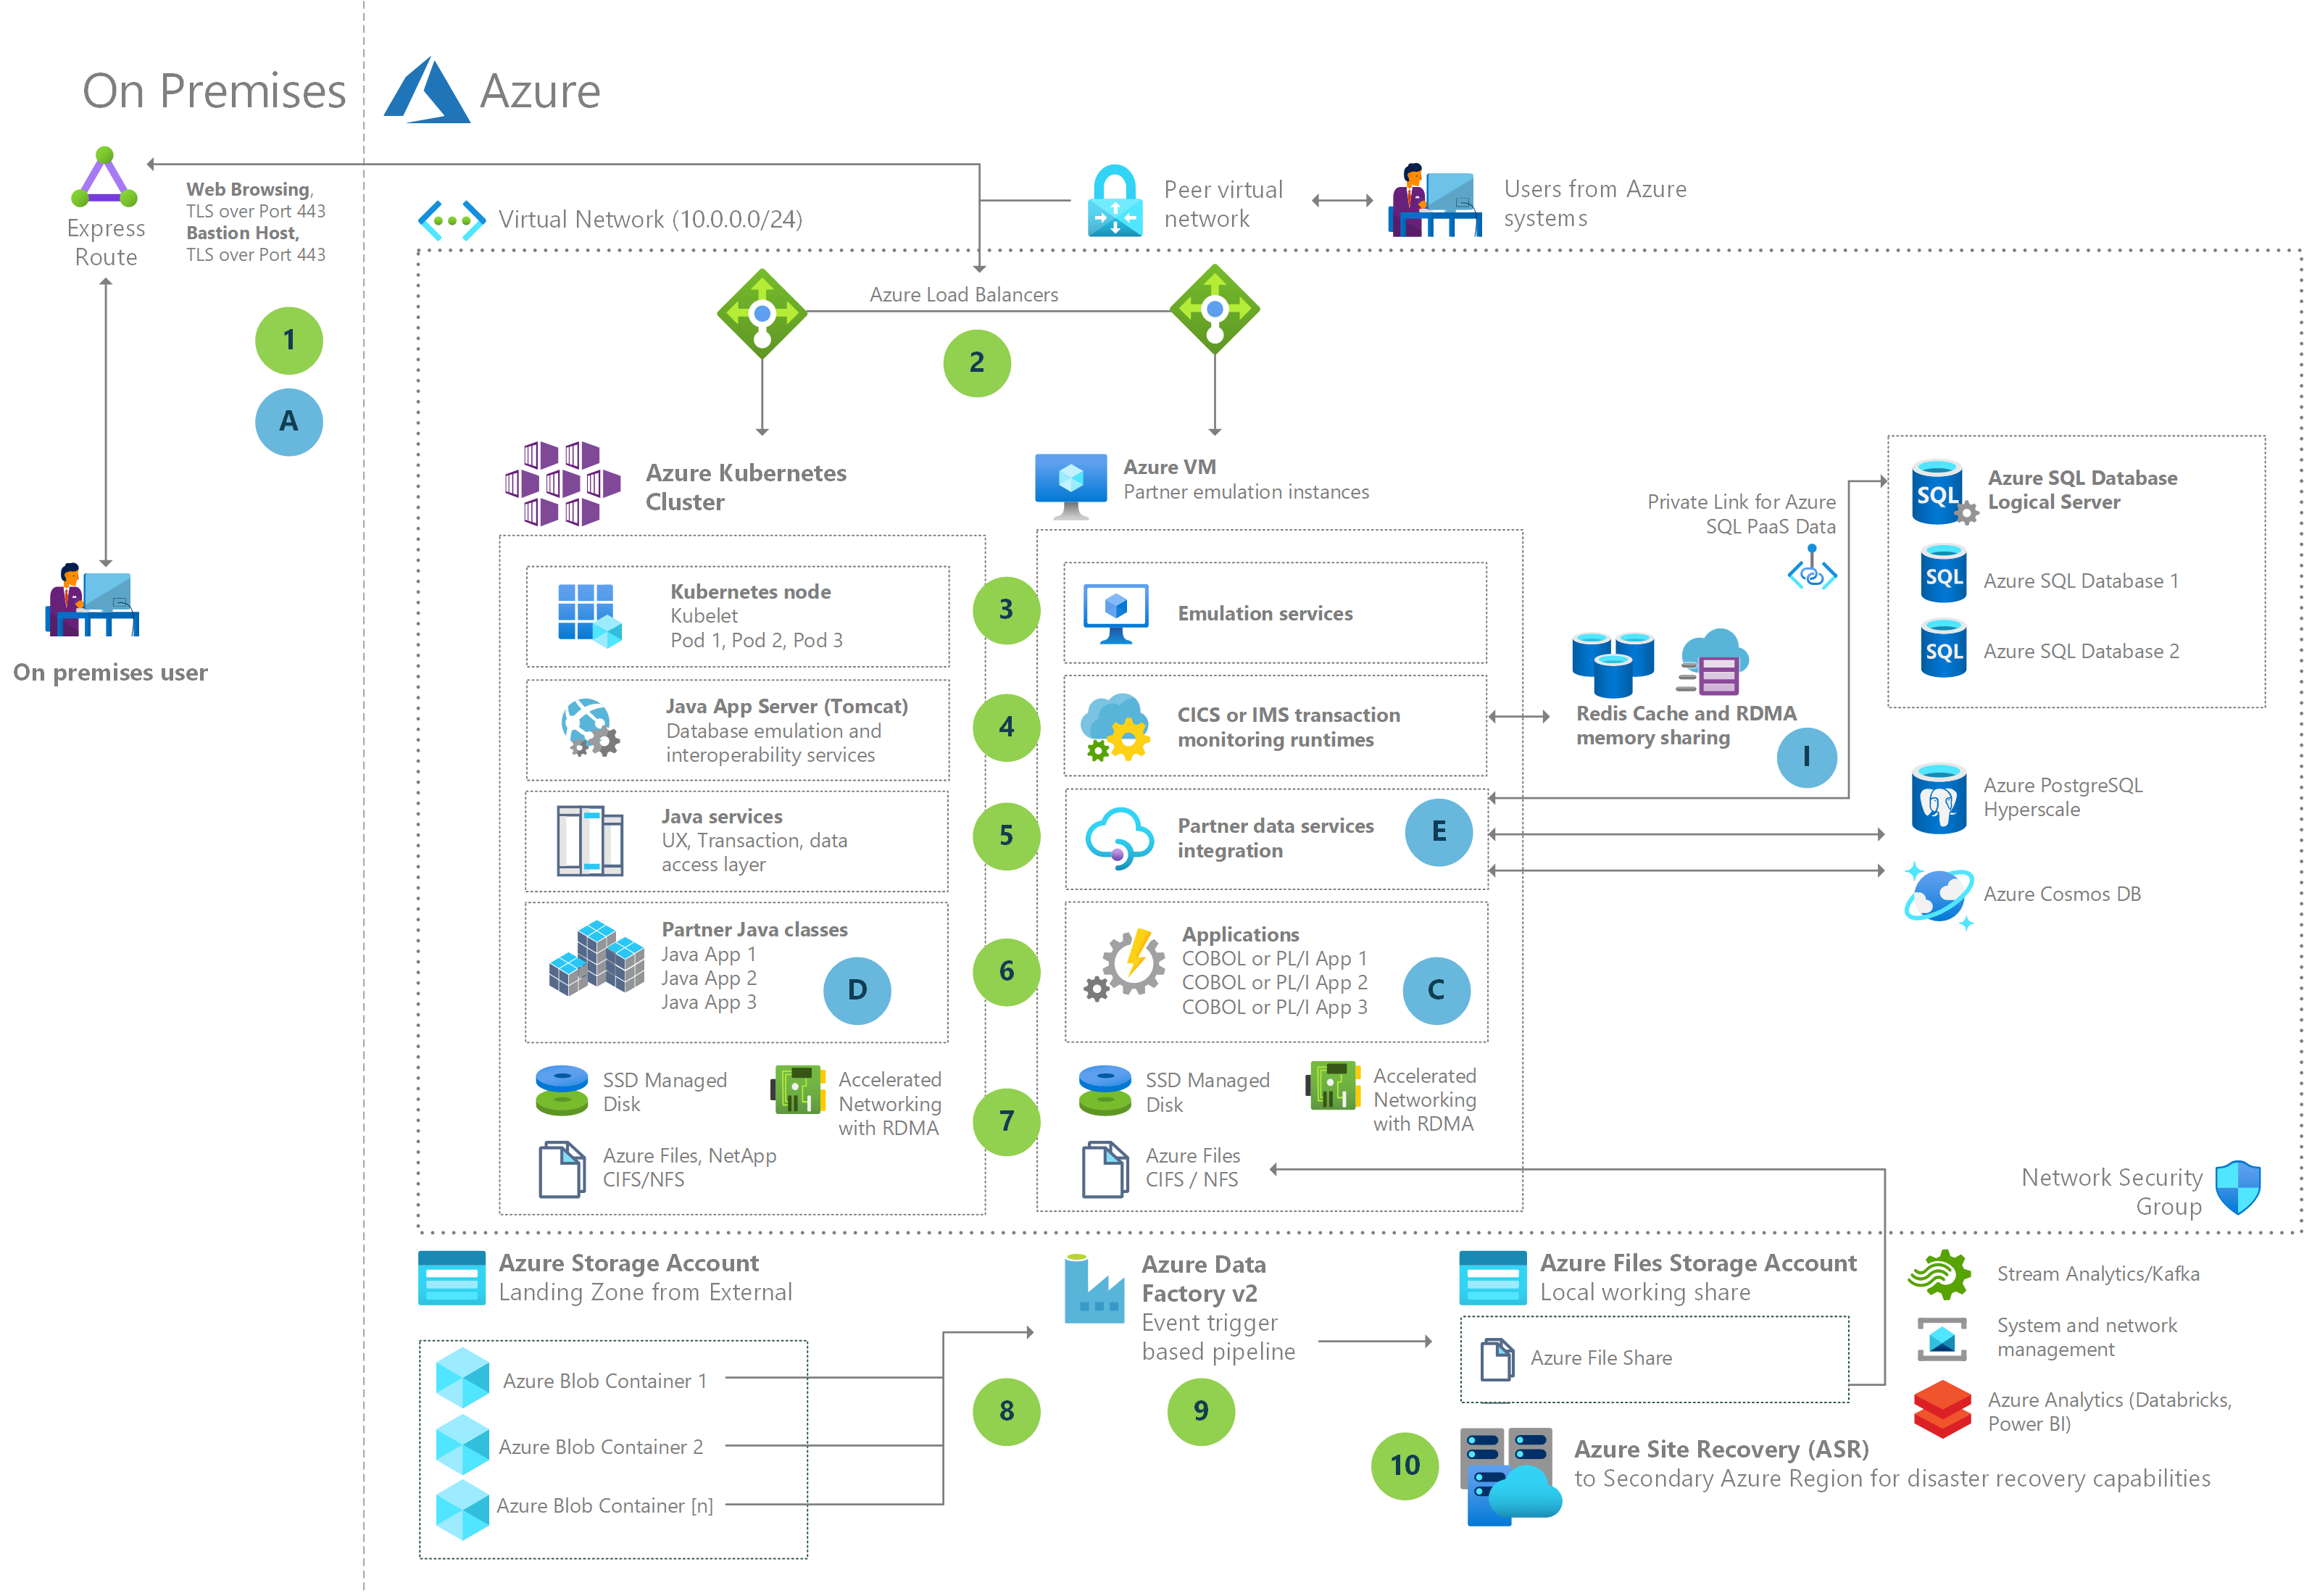 On Premises
Azure
Express
Route
Web Browsing,
TLS over Port 443
Bastion Host,
TLS over Port 443
Virtual Network (10.0.0.0/24)
Peer virtual
network
Users from Azure
systems
1
A
Azure Load Balancers
2
On premises user
Azure Kubernetes
Cluster
Kubernetes node
Kubelet
Pod 1, Pod 2, Pod 3
Java App Server (Tomcat)
Database emulation and
interoperability services
Java services
UX, Transaction, data
access layer
Partner Java classes
Java App 1
Java App 2
Java App 3
D
SSD Managed
Disk
Accelerated
Networking
with RDMA
Azure Files, NetApp
CIFS/NFS
3
4
5
6
7
Azure VM
Partner emulation instances
Emulation services
CICS or IMS transaction
monitoring runtimes
Partner data services
integration
E
Applications
COBOL or PL/I App 1
COBOL or PL/I App 2
COBOL or PL/I App 3
C
SSD Managed
Disk
Accelerated
Networking
with RDMA
Azure Files
CIFS / NFS
Private Link for Azure
SQL PaaS Data
Redis Cache and RDMA
memory sharing
I
SQL
Azure SQL Database
Logical Server
SQL
Azure SQL Database 1
SQL
Azure SQL Database 2
Azure PostgreSQL
Hyperscale
Azure Cosmos DB
Network Security
Group
Azure Storage Account
Landing Zone from External
Azure Blob Container 1
Azure Blob Container 2
Azure Blob Container [n]
8
Azure Data
Factory v2
Event trigger
based pipeline
9
Azure Files Storage Account
Local working share
Azure File Share
10
Azure Site Recovery (ASR)
to Secondary Azure Region for disaster recovery capabilities
Stream Analytics/Kafka
System and network
management
Azure Analytics (Databricks,
Power BI)